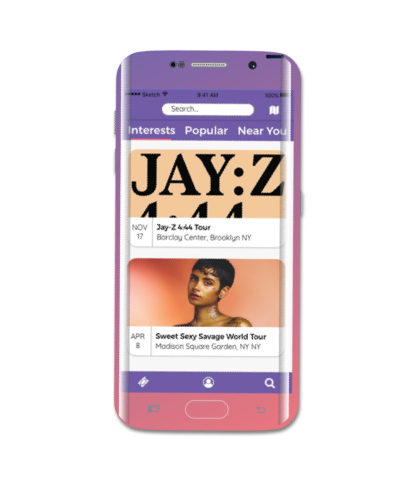 Sketch
9:41 AM
100%
Search..
Interests Popular Near You
JAY:Z
4:44
NOV
17
Jay-Z 4:44 Tour
Barclay Center, Brooklyn NY
APR
8
Sweet Sexy Savage World Tour
Madison Square Garden, NY NY